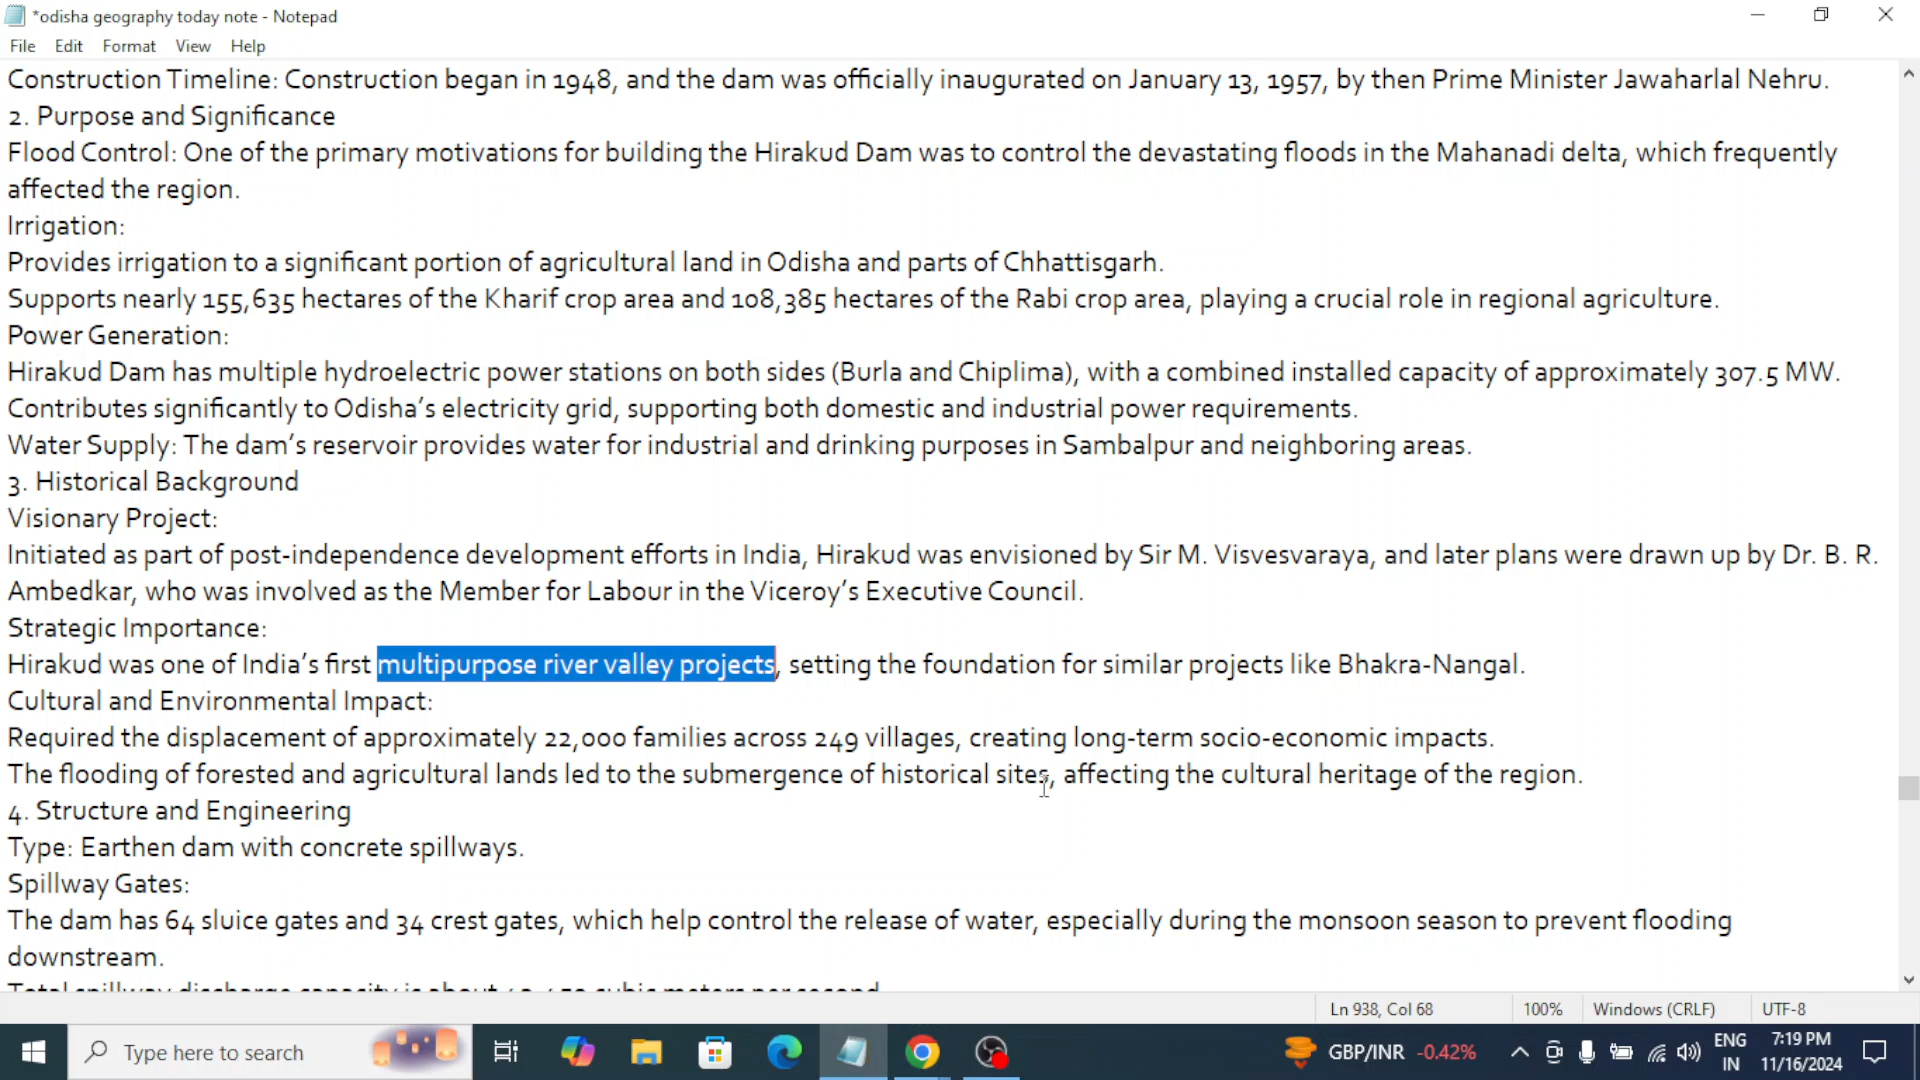 *odisha geography today note - Notepad
File Edit Format View Help
Construction Timeline: Construction began in 1948, and the dam was officially inaugurated on January 13, 1957, by then Prime Minister Jawaharlal Nehru.
2. Purpose and Significance
Flood Control: One of the primary motivations for building the Hirakud Dam was to control the devastating floods in the Mahanadi delta, which frequently
affected the region.
Irrigation:
Provides irrigation to a significant portion of agricultural land in Odisha and parts of Chhattisgarh.
Supports nearly 155,635 hectares of the Kharif crop area and 108,385 hectares of the Rabi crop area, playing a crucial role in regional agriculture.
Power Generation:
Hirakud Dam has multiple hydroelectric power stations on both sides (Burla and Chiplima), with a combined installed capacity of approximately 307.5 MW.
Contributes significantly to Odisha's electricity grid, supporting both domestic and industrial power requirements.
Water Supply: The dam's reservoir provides water for industrial and drinking purposes in Sambalpur and neighboring areas.
3. Historical Background
Visionary Project:
Initiated as part of post-independence development efforts in India, Hirakud was envisioned by Sir M. Visvesvaraya, and later plans were drawn up by Dr. B. R.
Ambedkar, who was involved as the Member for Labour in the Viceroy's Executive Council.
Strategic Importance:
Hirakud was one of India's first multipurpose river valley projects, setting the foundation for similar projects like Bhakra-Nangal.
Cultural and Environmental Impact:
Required the displacement of approximately 22,000 families across 249 villages, creating long-term socio-economic impacts.
The flooding of forested and agricultural lands led to the submergence of historical sites, affecting the cultural heritage of the region.
4. Structure and Engineering
Type: Earthen dam with concrete spillways.
Spillway Gates:
The dam has 64 sluice gates and 34 crest gates, which help control the release of water, especially during the monsoon season to prevent flooding
downstream.
Total spillway discharge capacity is about cubic meters per second
Ln 938, Col 68 100% Windows (CRLF) UTF-8
Type here to search GBP/INR -0.42% ENG IN 7:19 PM 11/16/2024